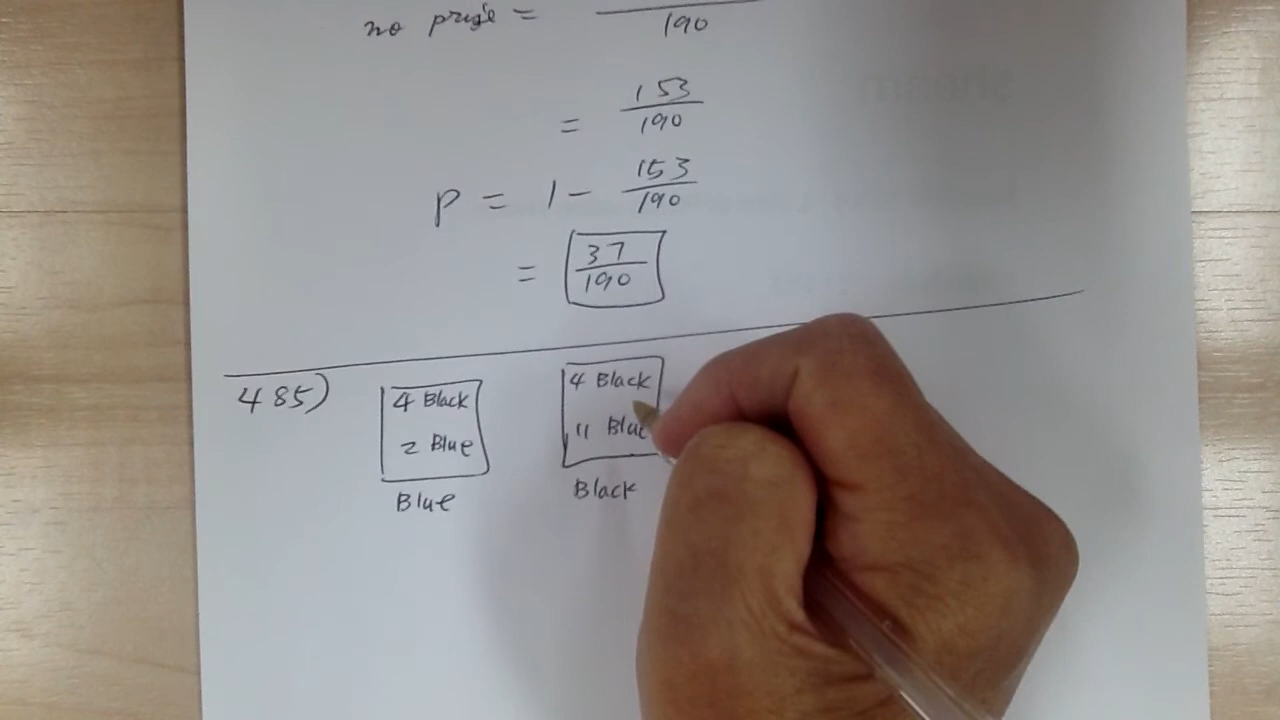 no prize =
190
= 153/190
P = 1 - 153/190
= 37/190
485)
4 Black
2 Blue
Blue
4 Black
11 Blue
Black